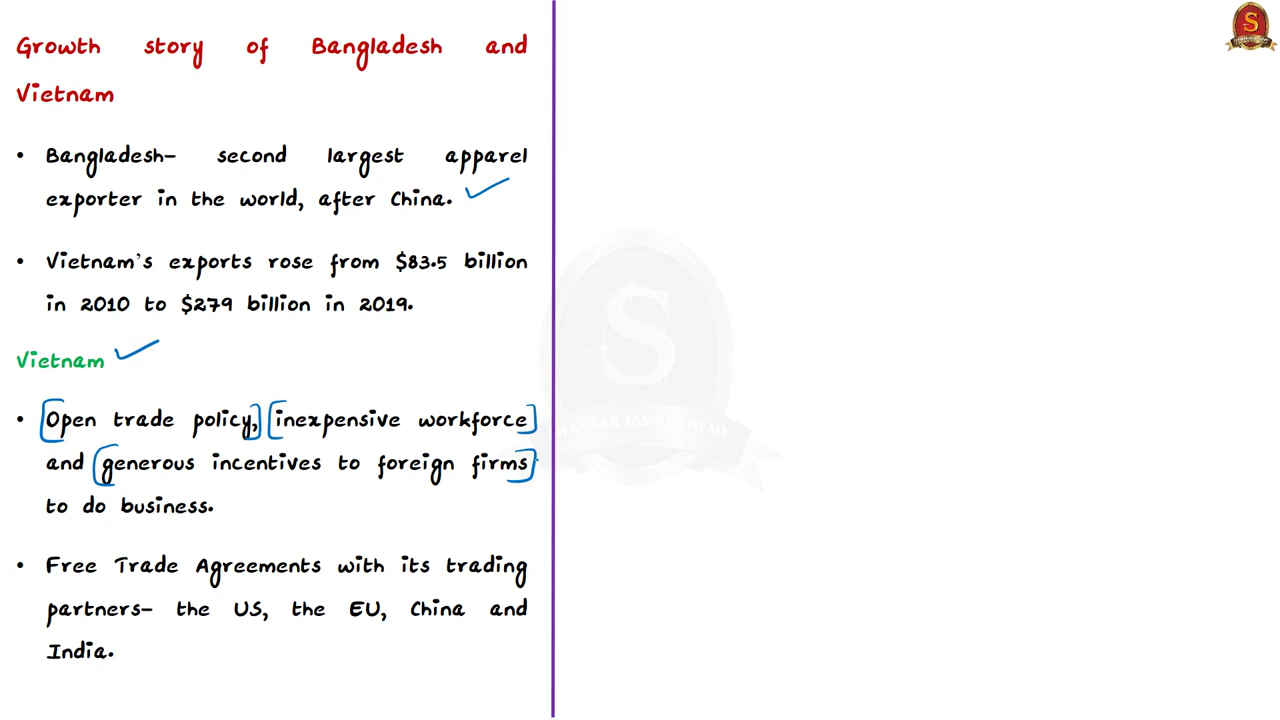 Growth story of Bangladesh and
Vietnam
• Bangladesh- second largest apparel
exporter in the world, after China.
• Vietnam's exports rose from $83.5 billion
in 2010 to $279 billion in 2019.
Vietnam
• Open trade policy, inexpensive workforce
and generous incentives to foreign firms
to do business.
• Free Trade Agreements with its trading
partners- the US, the EU, China and
India.
S
S
SHANKAR IAS ACADEMY